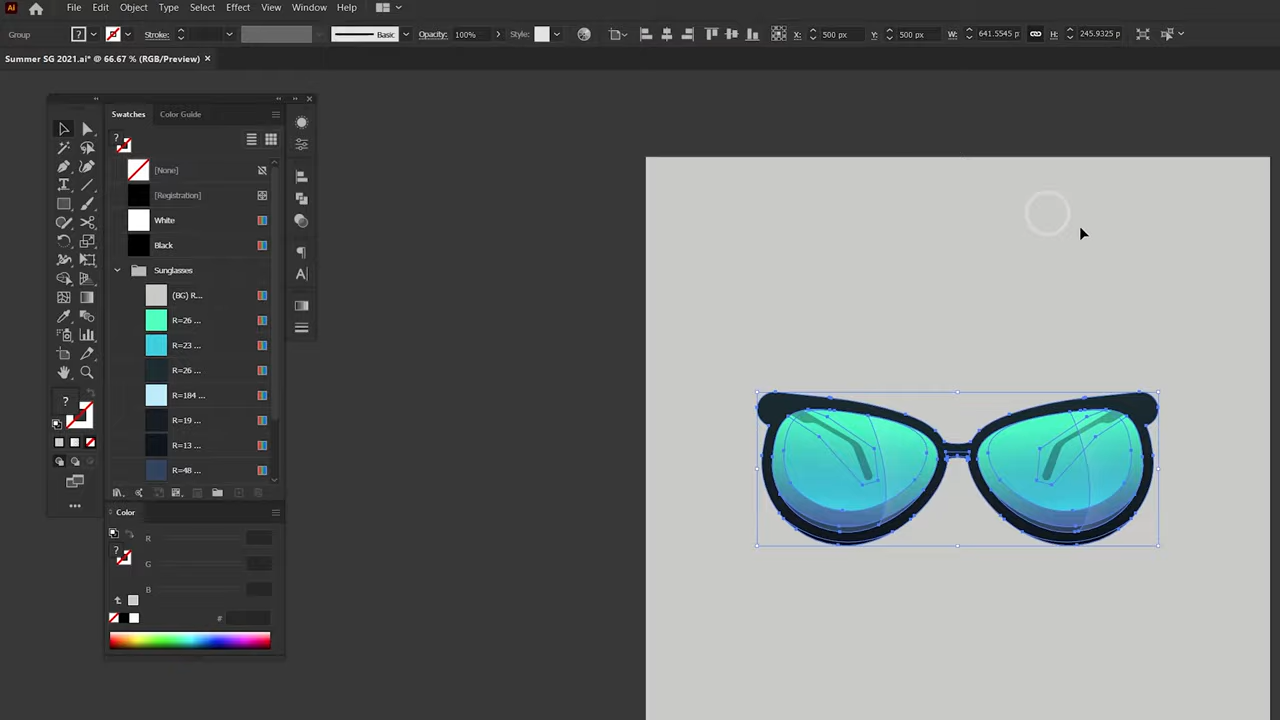 Ai File Edit Object Type Select Effect View Window Help
Group ? Stroke: Basic Opacity: 100% Style: X: 500 px Y: 500 px W: 641.5545 p H: 245.9325 p
Summer SG 2021.ai* @ 66.67 % (RGB/Preview) ×
Swatches Color Guide
?
[None]
[Registration]
White
Black
Sunglasses
(BG) R...
R=26 ...
R=23 ...
R=26 ...
R=184 ...
R=19 ...
R=13 ...
R=48 ...
?
Color
R
? G
B
#